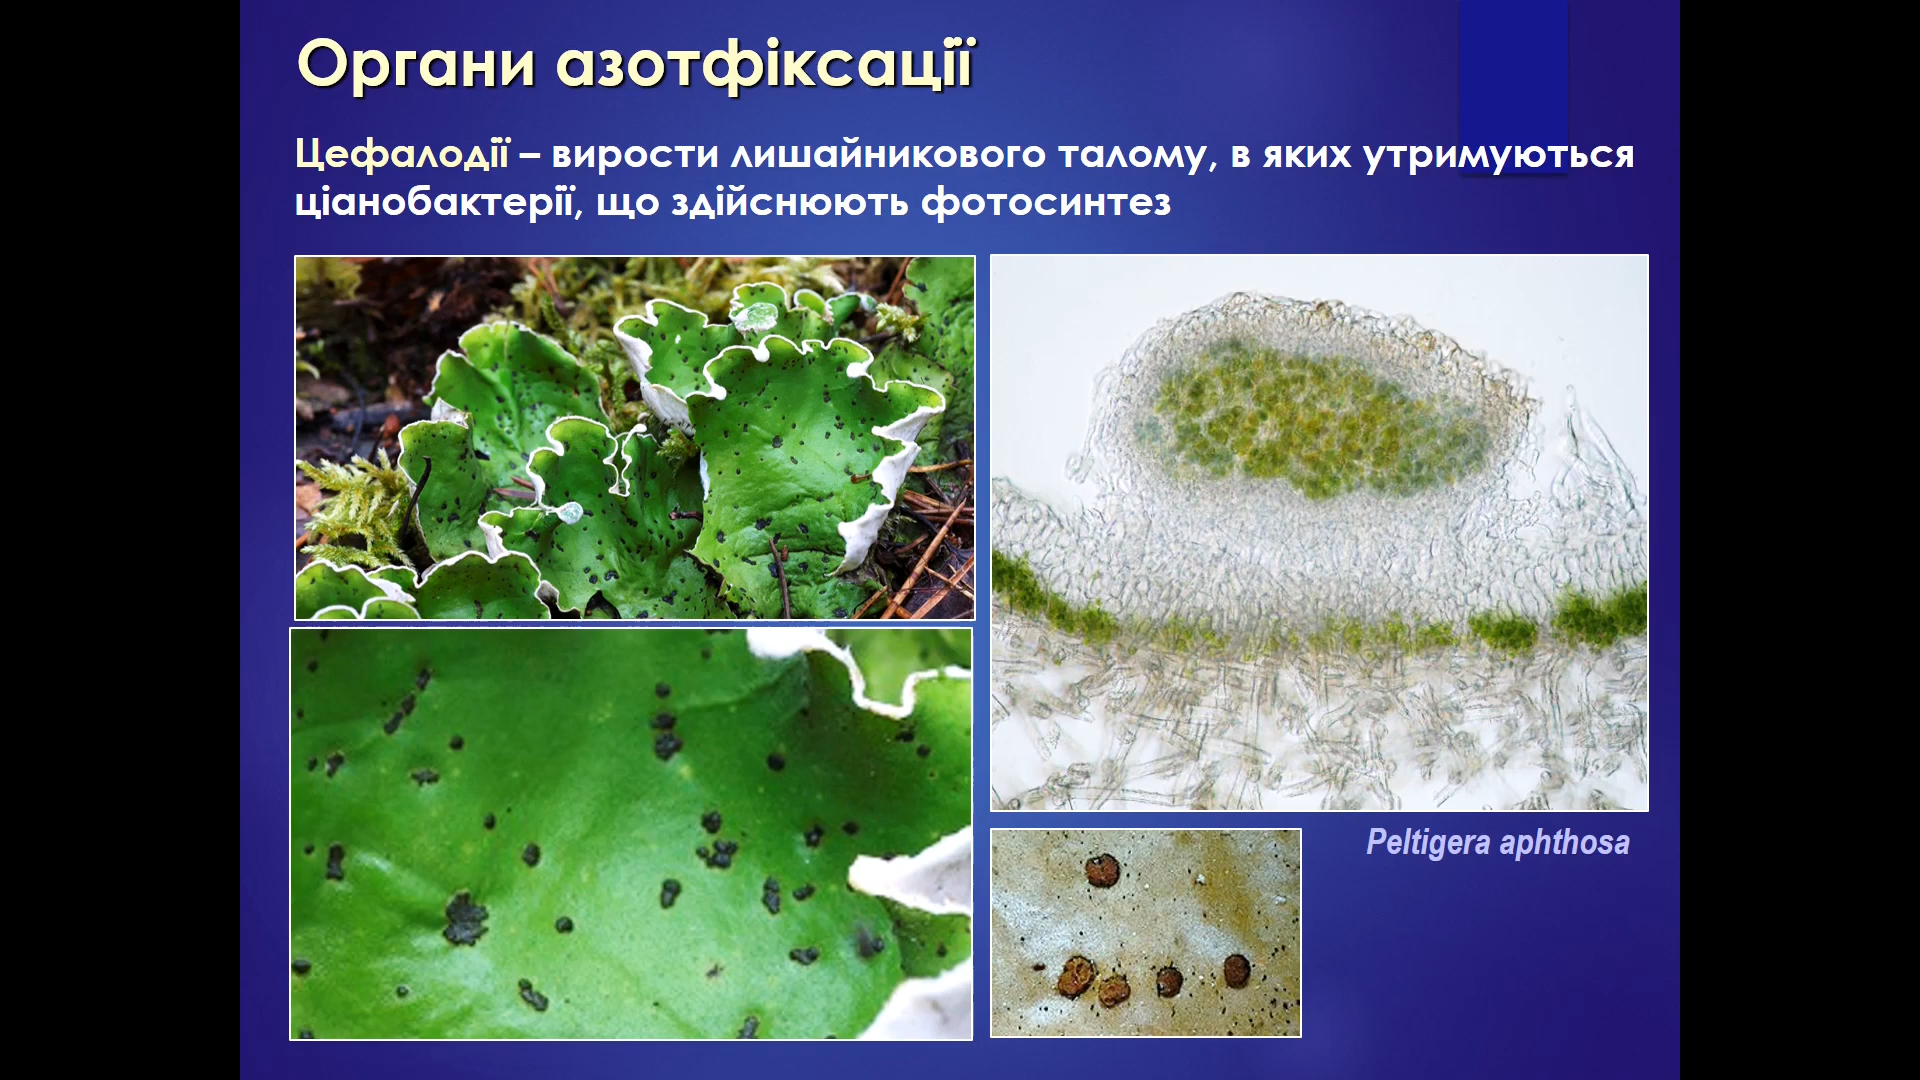 Органи азотфіксації
Цефалодії – вирости лишайникового талому, в яких утримуються
ціанобактерії, що здійснюють фотосинтез
Peltigera aphthosa